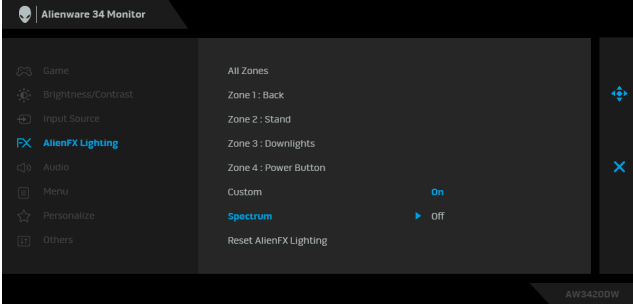 Alienware 34 Monitor
Game
Brightness/Contrast
Input Source
AlienFX Lighting
Audio
Menu
Personalize
Others
All Zones
Zone 1 : Back
Zone 2 : Stand
Zone 3 : Downlights
Zone 4 : Power Button
Custom On
Spectrum Off
Reset AlienFX Lighting
AW3420DW